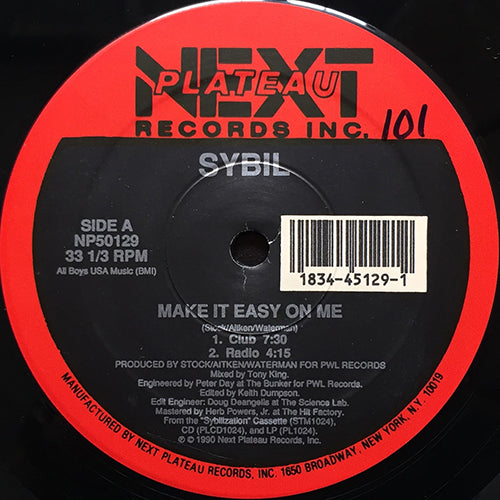 NEXT
PLATEAU
RECORDS INC.
101
SYBIL
SIDE A
NP50129
33 1/3 RPM
All Boys USA Music (BMI)
1834-45129-1
MAKE IT EASY ON ME
(Stock/Aitken/Waterman)
1. Club 7:30
2. Radio 4:15
PRODUCED BY STOCK/AITKEN/WATERMAN FOR PWL RECORDS
Mixed by Tony King.
Engineered by Peter Day at The Bunker for PWL Records.
Edited by Keith Dumpson.
Edit Engineer: Doug Deangelis at The Science Lab.
Mastered by Herb Powers, Jr. at The Hit Factory.
From the "Sybilization" Cassette (STM1024),
CD (PLCD1024), and LP (PL1024).
℗ © 1990 Next Plateau Records, Inc.
MANUFACTURED BY NEXT PLATEAU RECORDS, INC. 1650 BROADWAY, NEW YORK, N.Y. 10019